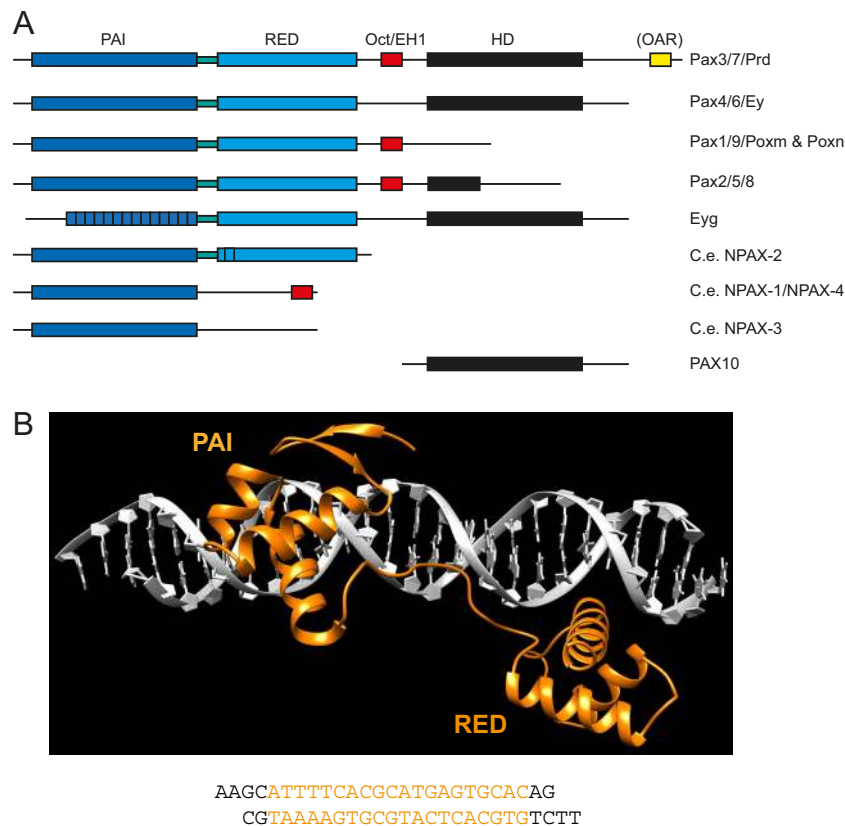 A
PAI RED Oct/EH1 HD (OAR)
Pax3/7/Prd
Pax4/6/Ey
Pax1/9/Poxm & Poxn
Pax2/5/8
Eyg
C.e. NPAX-2
C.e. NPAX-1/NPAX-4
C.e. NPAX-3
PAX10
B
PAI
RED
AAGCATTTTCACGCATGAGTGCACAG
CGTAAAAGTGCGTACTCACGTGTCTT